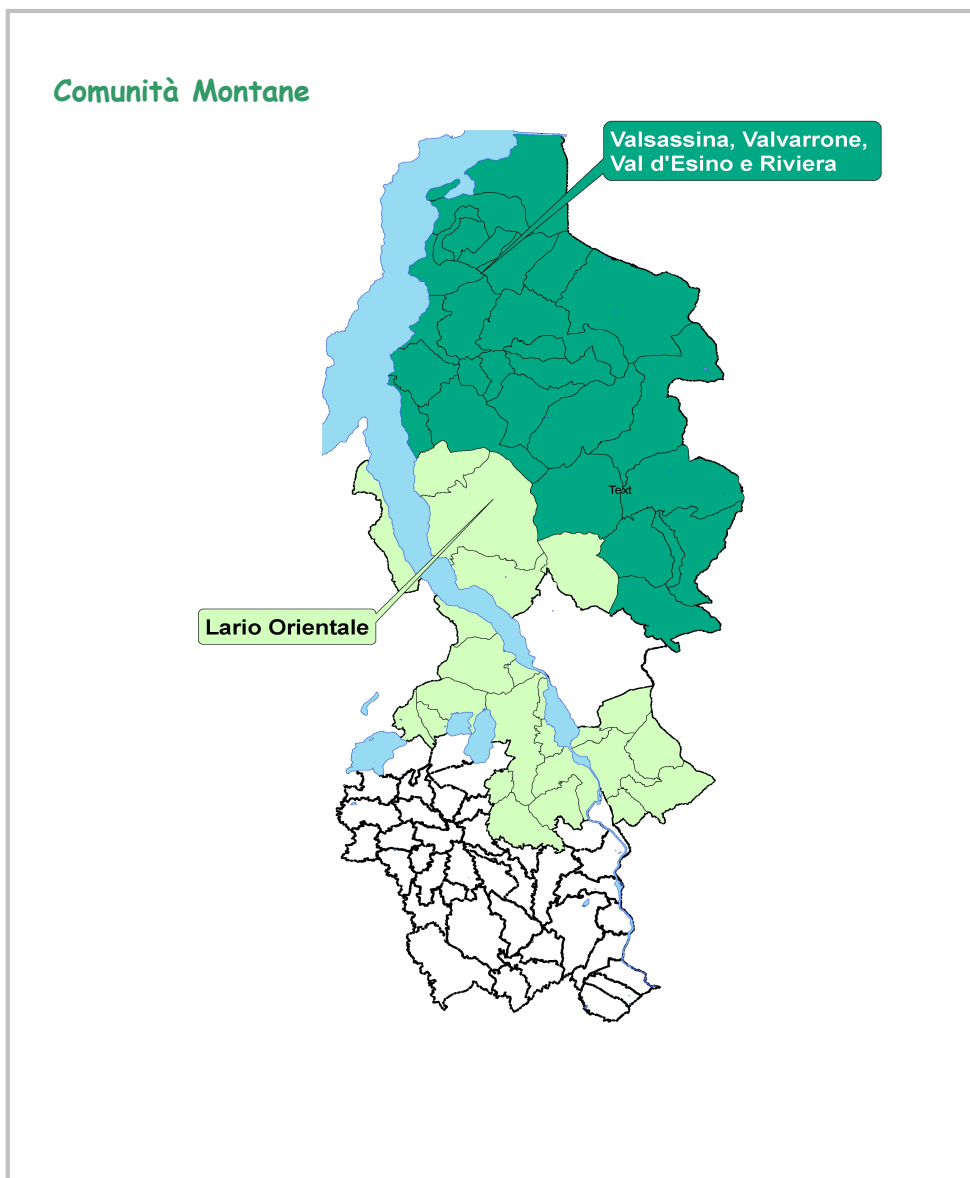 Comunità Montane
Valsassina, Valvarrone,
Val d'Esino e Riviera
Text
Lario Orientale